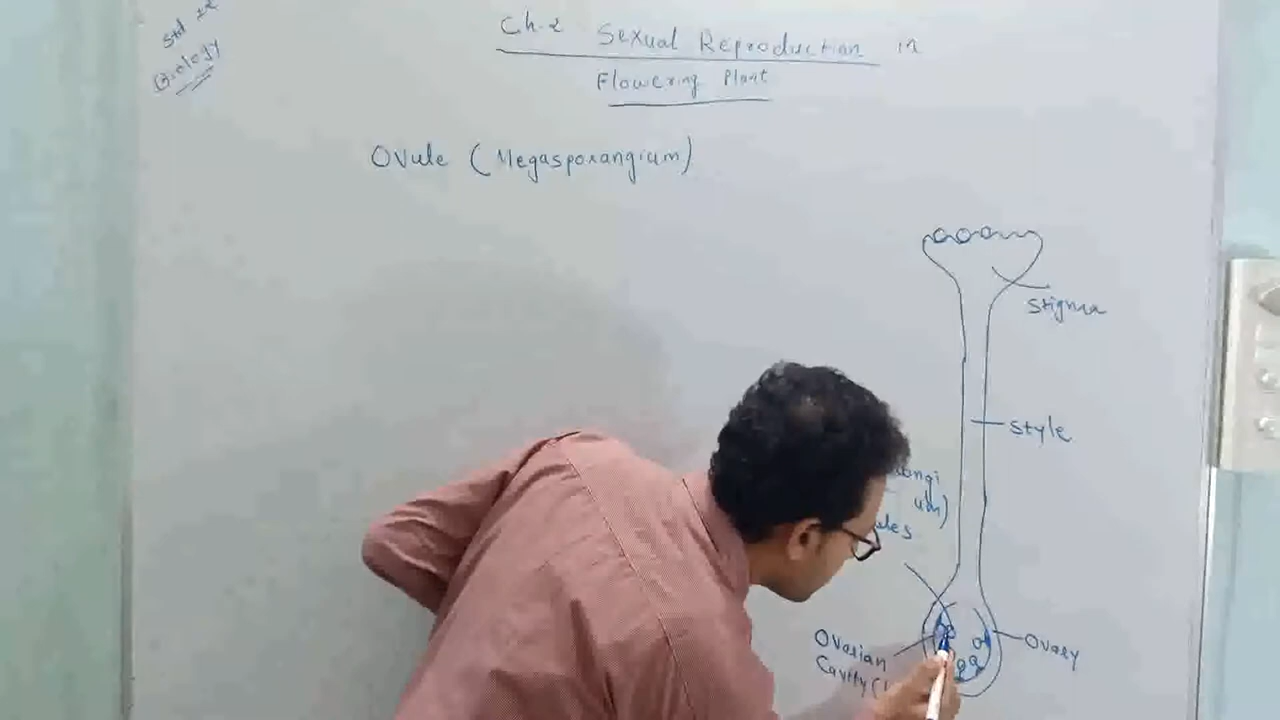 Std 12
Biology
Ch-2 Sexual Reproduction in
Flowering Plant
Ovule (Megasporangium)
Stigma
Style
angi
um)
ules
Ovarian
Cavity (
Ovary